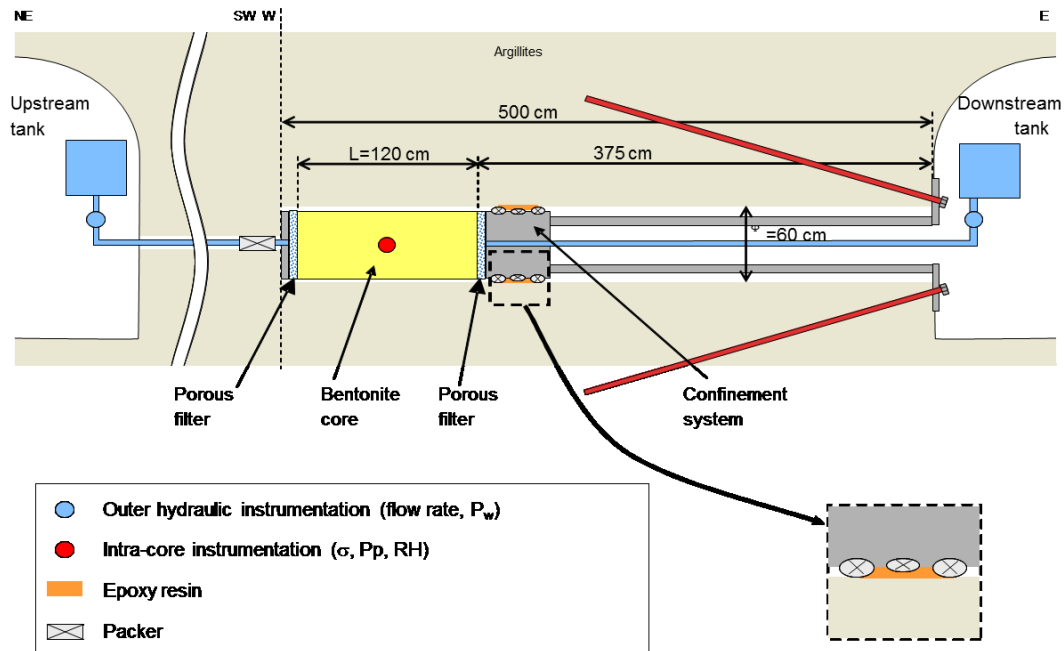 NE
SW W
E
Argillites
Upstream
tank
Downstream
tank
500 cm
L=120 cm
375 cm
φ
=60 cm
Porous
filter
Bentonite
core
Porous
filter
Confinement
system
Outer hydraulic instrumentation (flow rate, Pw)
Intra-core instrumentation (σ, Pp, RH)
Epoxy resin
Packer